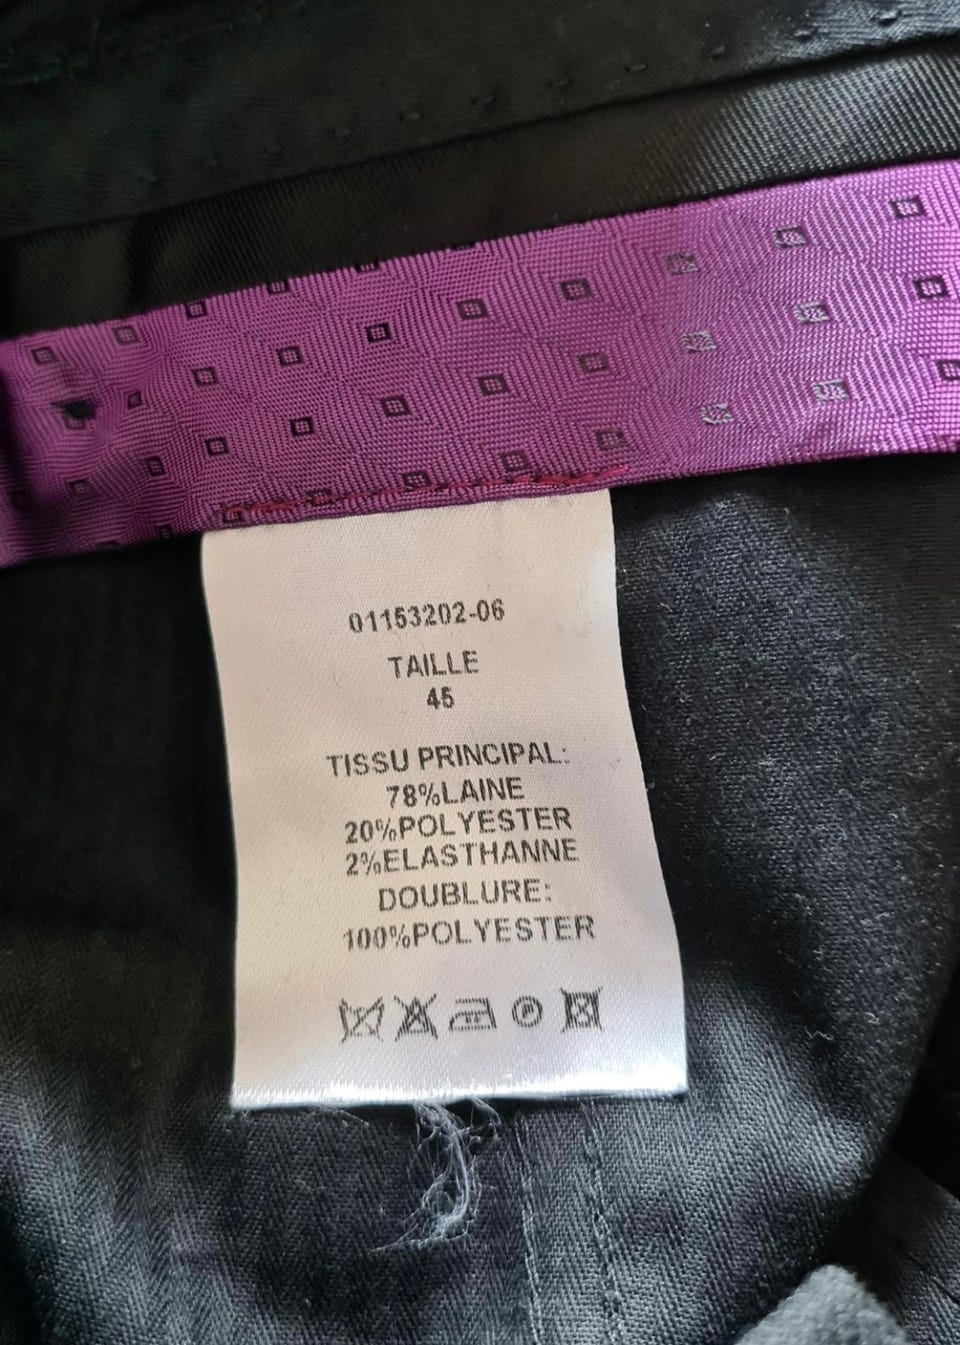 01153202-06
TAILLE
45
TISSU PRINCIPAL:
78%LAINE
20%POLYESTER
2%ELASTHANNE
DOUBLURE:
100%POLYESTER